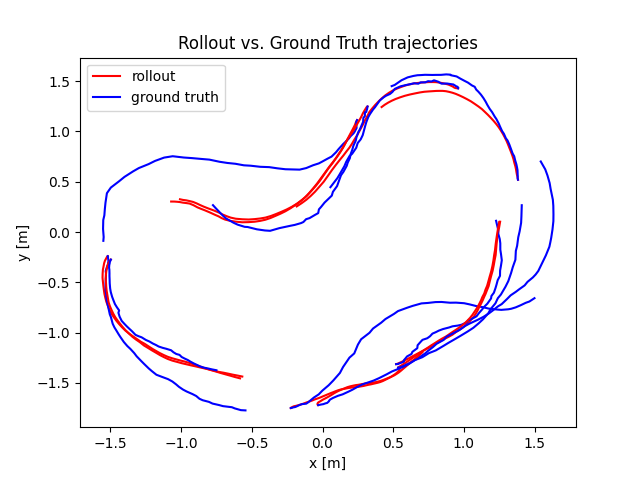 Rollout vs. Ground Truth trajectories
rollout
ground truth
1.5
1.0
0.5
0.0
−0.5
−1.0
−1.5
y [m]
−1.5 −1.0 −0.5 0.0 0.5 1.0 1.5
x [m]